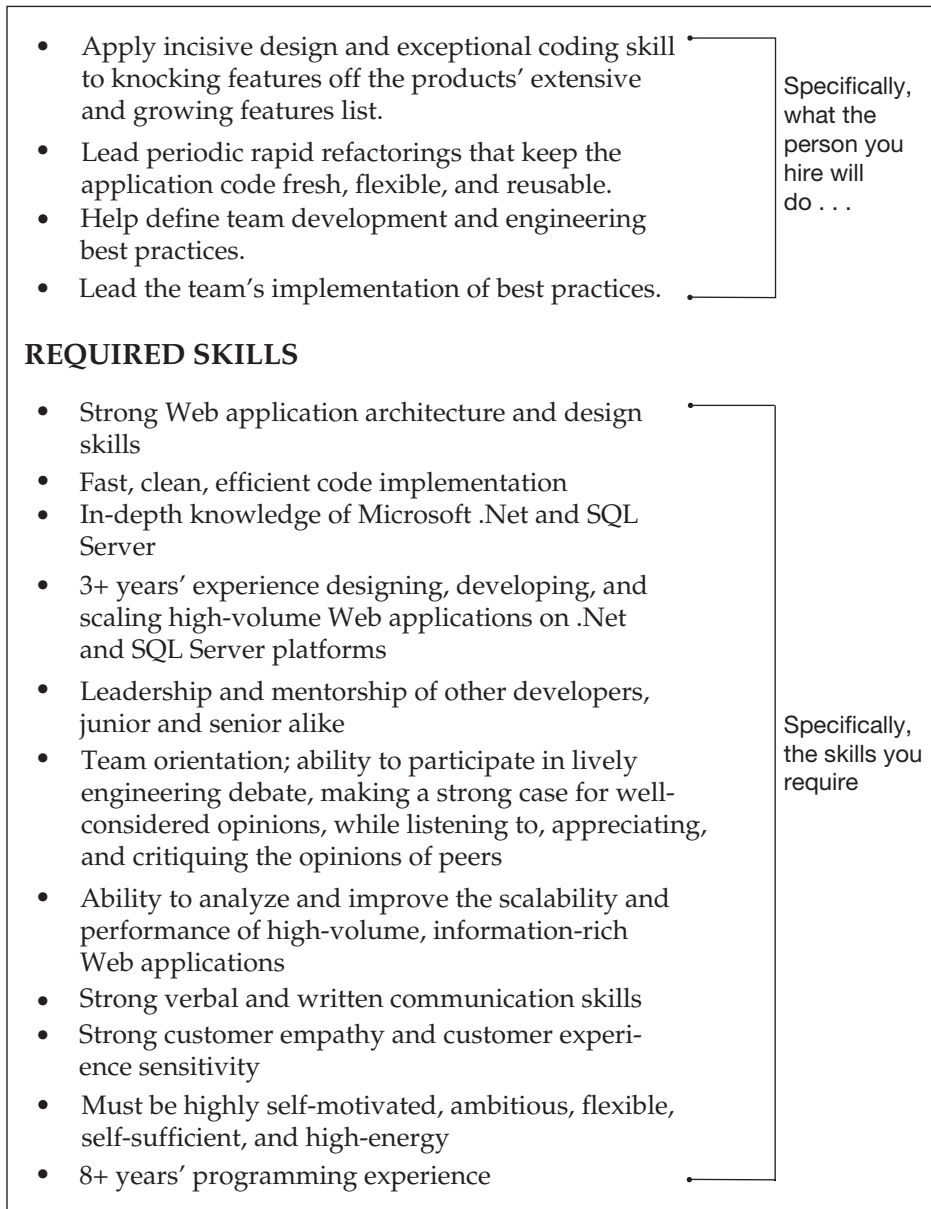 • Apply incisive design and exceptional coding skill
to knocking features off the products’ extensive
and growing features list.
• Lead periodic rapid refactorings that keep the
application code fresh, flexible, and reusable.
• Help define team development and engineering
best practices.
• Lead the team’s implementation of best practices.
Specifically,
what the
person you
hire will
do . . .
REQUIRED SKILLS
• Strong Web application architecture and design
skills
• Fast, clean, efficient code implementation
• In-depth knowledge of Microsoft .Net and SQL
Server
• 3+ years’ experience designing, developing, and
scaling high-volume Web applications on .Net
and SQL Server platforms
• Leadership and mentorship of other developers,
junior and senior alike
• Team orientation; ability to participate in lively
engineering debate, making a strong case for well-
considered opinions, while listening to, appreciating,
and critiquing the opinions of peers
• Ability to analyze and improve the scalability and
performance of high-volume, information-rich
Web applications
• Strong verbal and written communication skills
• Strong customer empathy and customer experi-
ence sensitivity
• Must be highly self-motivated, ambitious, flexible,
self-sufficient, and high-energy
• 8+ years’ programming experience
Specifically,
the skills you
require